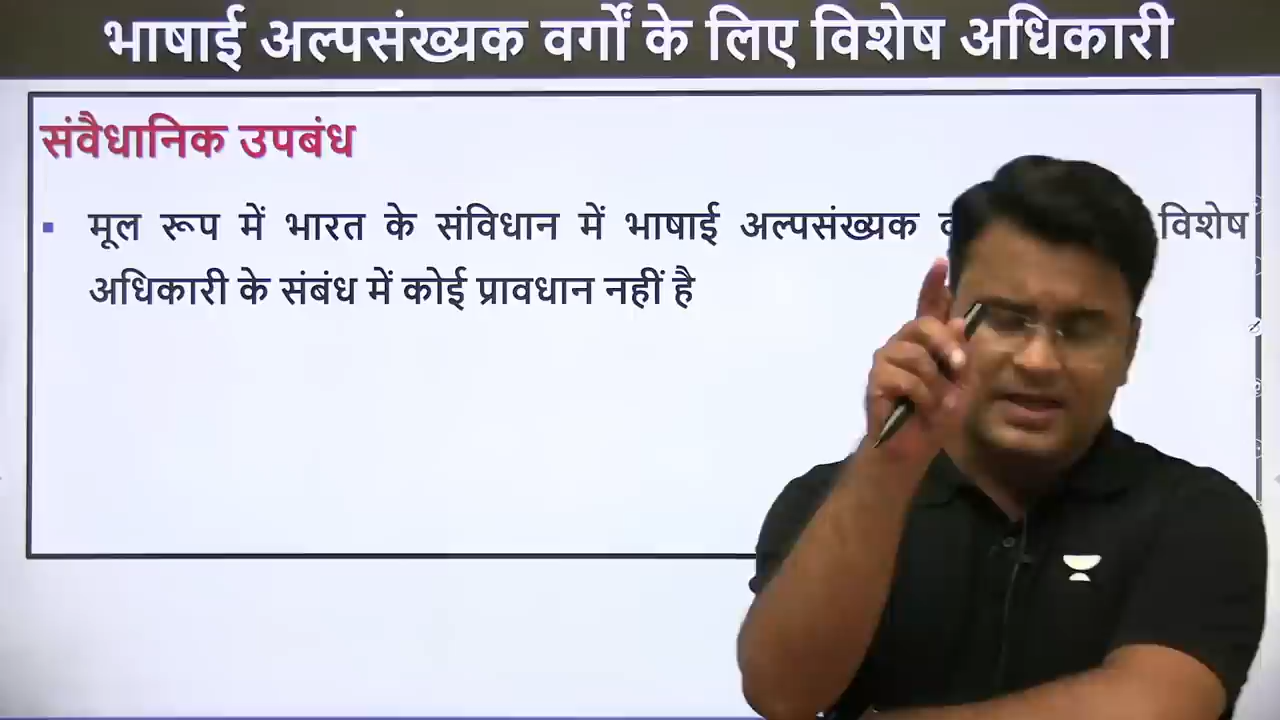 भाषाई अल्पसंख्यक वर्गों के लिए विशेष अधिकारी
संवैधानिक उपबंध
▪ मूल रूप में भारत के संविधान में भाषाई अल्पसंख्यक विशेष
अधिकारी के संबंध में कोई प्रावधान नहीं है